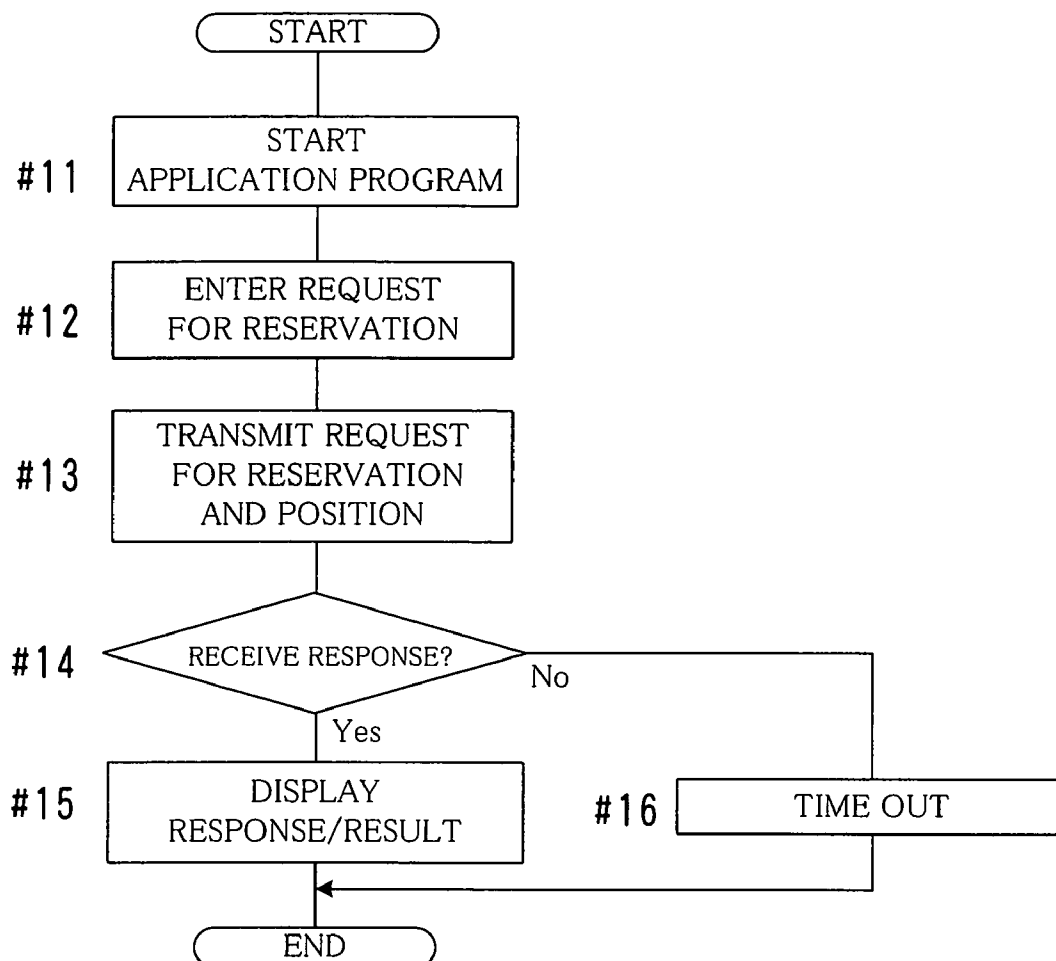 START
#11
START
APPLICATION PROGRAM
#12
ENTER REQUEST
FOR RESERVATION
#13
TRANSMIT REQUEST
FOR RESERVATION
AND POSITION
#14
RECEIVE RESPONSE?
No
Yes
#15
DISPLAY
RESPONSE/RESULT
#16
TIME OUT
END